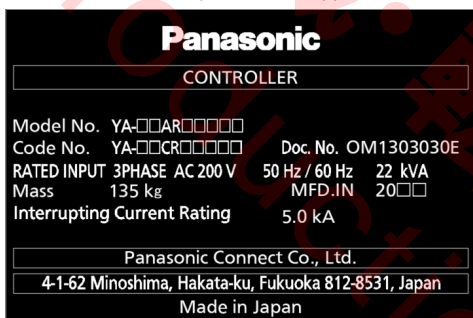 Panasonic
CONTROLLER
Model No. YA-□□AR□□□□□
Code No. YA-□□CR□□□□□ Doc. No. OM1303030E
RATED INPUT 3PHASE AC 200 V 50 Hz / 60 Hz 22 kVA
Mass 135 kg MFD.IN 20□□
Interrupting Current Rating 5.0 kA
Panasonic Connect Co., Ltd.
4-1-62 Minoshima, Hakata-ku, Fukuoka 812-8531, Japan
Made in Japan